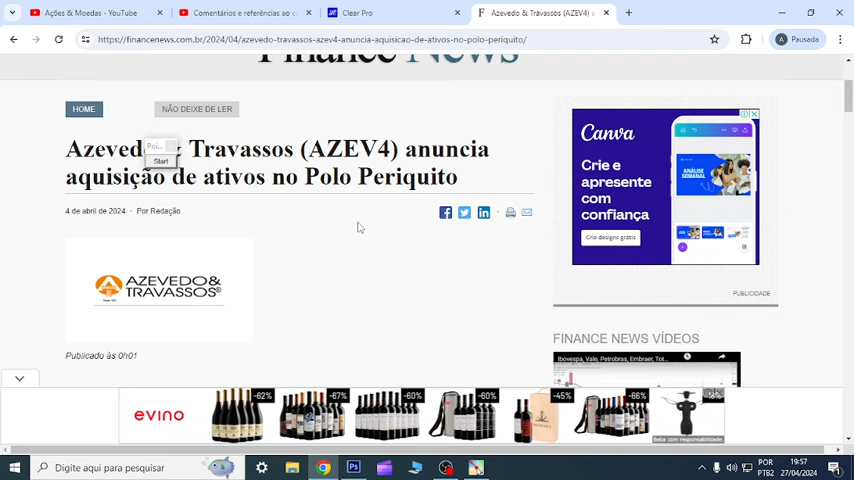 Ações & Moedas - YouTube
Comentários e referências ao c
Clear Pro
Azevedo & Travassos (AZEV4) a
https://financenews.com.br/2024/04/azevedo-travassos-azev4-anuncia-aquisicao-de-ativos-no-polo-periquito/
A Pausada
Finance News
HOME
NÃO DEIXE DE LER
Azeved & Travassos (AZEV4) anuncia
aquisição de ativos no Polo Periquito
Poi...
Start
4 de abril de 2024 - Por Redação
AZEVEDO&
TRAVASSOS
Publicado às 0h01
Canva
Crie e
apresente
com
confiança
Crie designs grátis
ANÁLISE
SEMANAL
PUBLICIDADE
FINANCE NEWS VÍDEOS
Ibovespa, Vale, Petrobras, Embraer, Tot...
evino
-62%
-67%
-60%
-60%
-45%
-66%
Beba com responsabilidade.
Digite aqui para pesquisar
POR
PTB2
19:57
27/04/2024